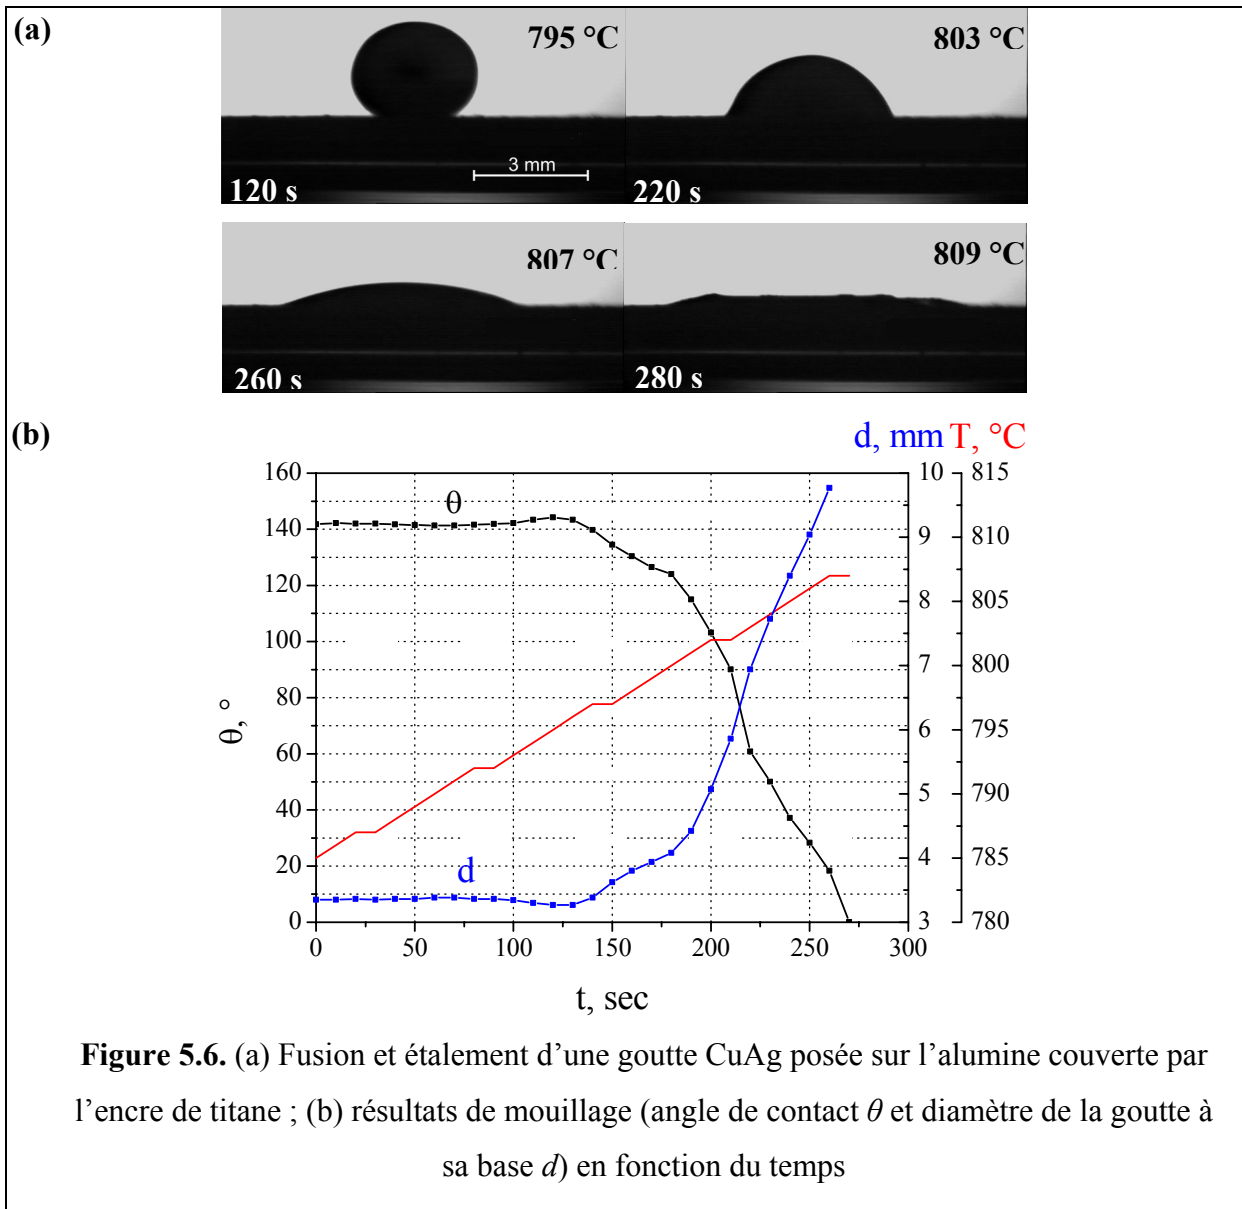 (a)
795 °C
803 °C
3 mm
120 s
220 s
807 °C
809 °C
260 s
280 s
(b)
d, mm T, °C
160
140
120
100
80
60
40
20
0
θ, °
θ
d
10
9
8
7
6
5
4
3
815
810
805
800
795
790
785
780
0 50 100 150 200 250 300
t, sec
Figure 5.6. (a) Fusion et étalement d’une goutte CuAg posée sur l’alumine couverte par
l’encre de titane ; (b) résultats de mouillage (angle de contact θ et diamètre de la goutte à
sa base d) en fonction du temps